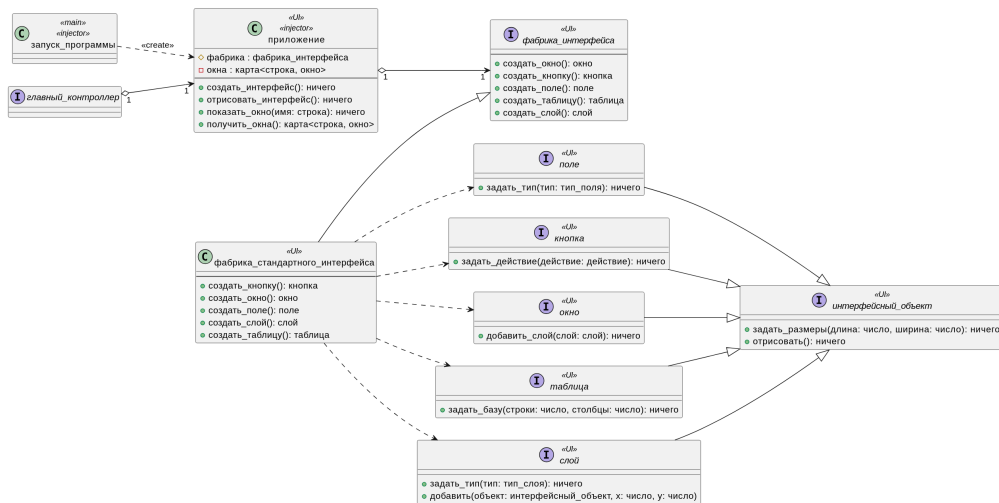 «main»
«injector»
C запуск_программы
«create»
I главный_контроллер
1
1
«UI»
«injector»
C приложение
фабрика : фабрика_интерфейса
окна : карта<строка, окно>
создать_интерфейс(): ничего
отрисовать_интерфейс(): ничего
показать_окно(имя: строка): ничего
получить_окна(): карта<строка, окно>
1
1
«UI»
I фабрика_интерфейса
создать_окно(): окно
создать_кнопку(): кнопка
создать_поле(): поле
создать_таблицу(): таблица
создать_слой(): слой
«UI»
I поле
задать_тип(тип: тип_поля): ничего
«UI»
I кнопка
задать_действие(действие: действие): ничего
«UI»
C фабрика_стандартного_интерфейса
создать_кнопку(): кнопка
создать_окно(): окно
создать_поле(): поле
создать_слой(): слой
создать_таблицу(): таблица
«UI»
I окно
добавить_слой(слой: слой): ничего
«UI»
I интерфейсный_объект
задать_размеры(длина: число, ширина: число): ничего
отрисовать(): ничего
«UI»
I таблица
задать_базу(строки: число, столбцы: число): ничего
«UI»
I слой
задать_тип(тип: тип_слоя): ничего
добавить(объект: интерфейсный_объект, x: число, y: число)